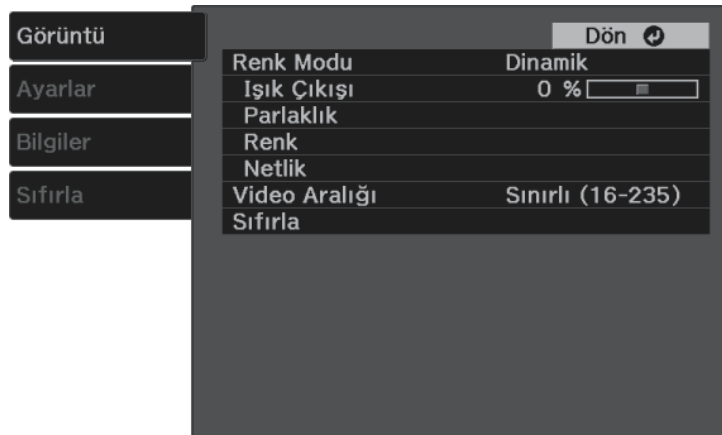 Görüntü
Ayarlar
Bilgiler
Sıfırla
Dön
Renk Modu Dinamik
Işık Çıkışı 0 %
Parlaklık
Renk
Netlik
Video Aralığı Sınırlı (16-235)
Sıfırla